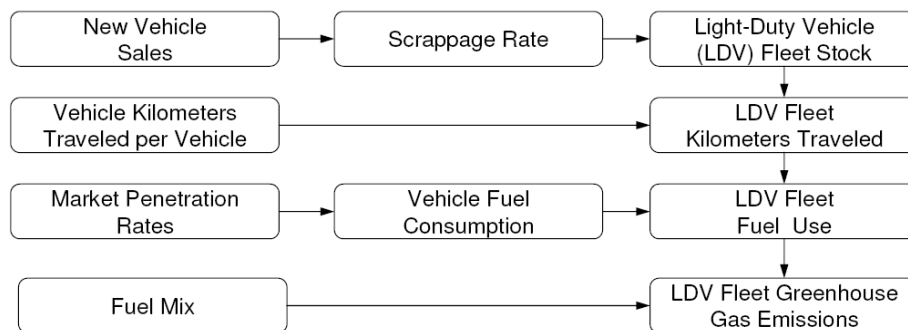 New Vehicle
Sales
Scrappage Rate
Light-Duty Vehicle
(LDV) Fleet Stock
Vehicle Kilometers
Traveled per Vehicle
LDV Fleet
Kilometers Traveled
Market Penetration
Rates
Vehicle Fuel
Consumption
LDV Fleet
Fuel Use
Fuel Mix
LDV Fleet Greenhouse
Gas Emissions